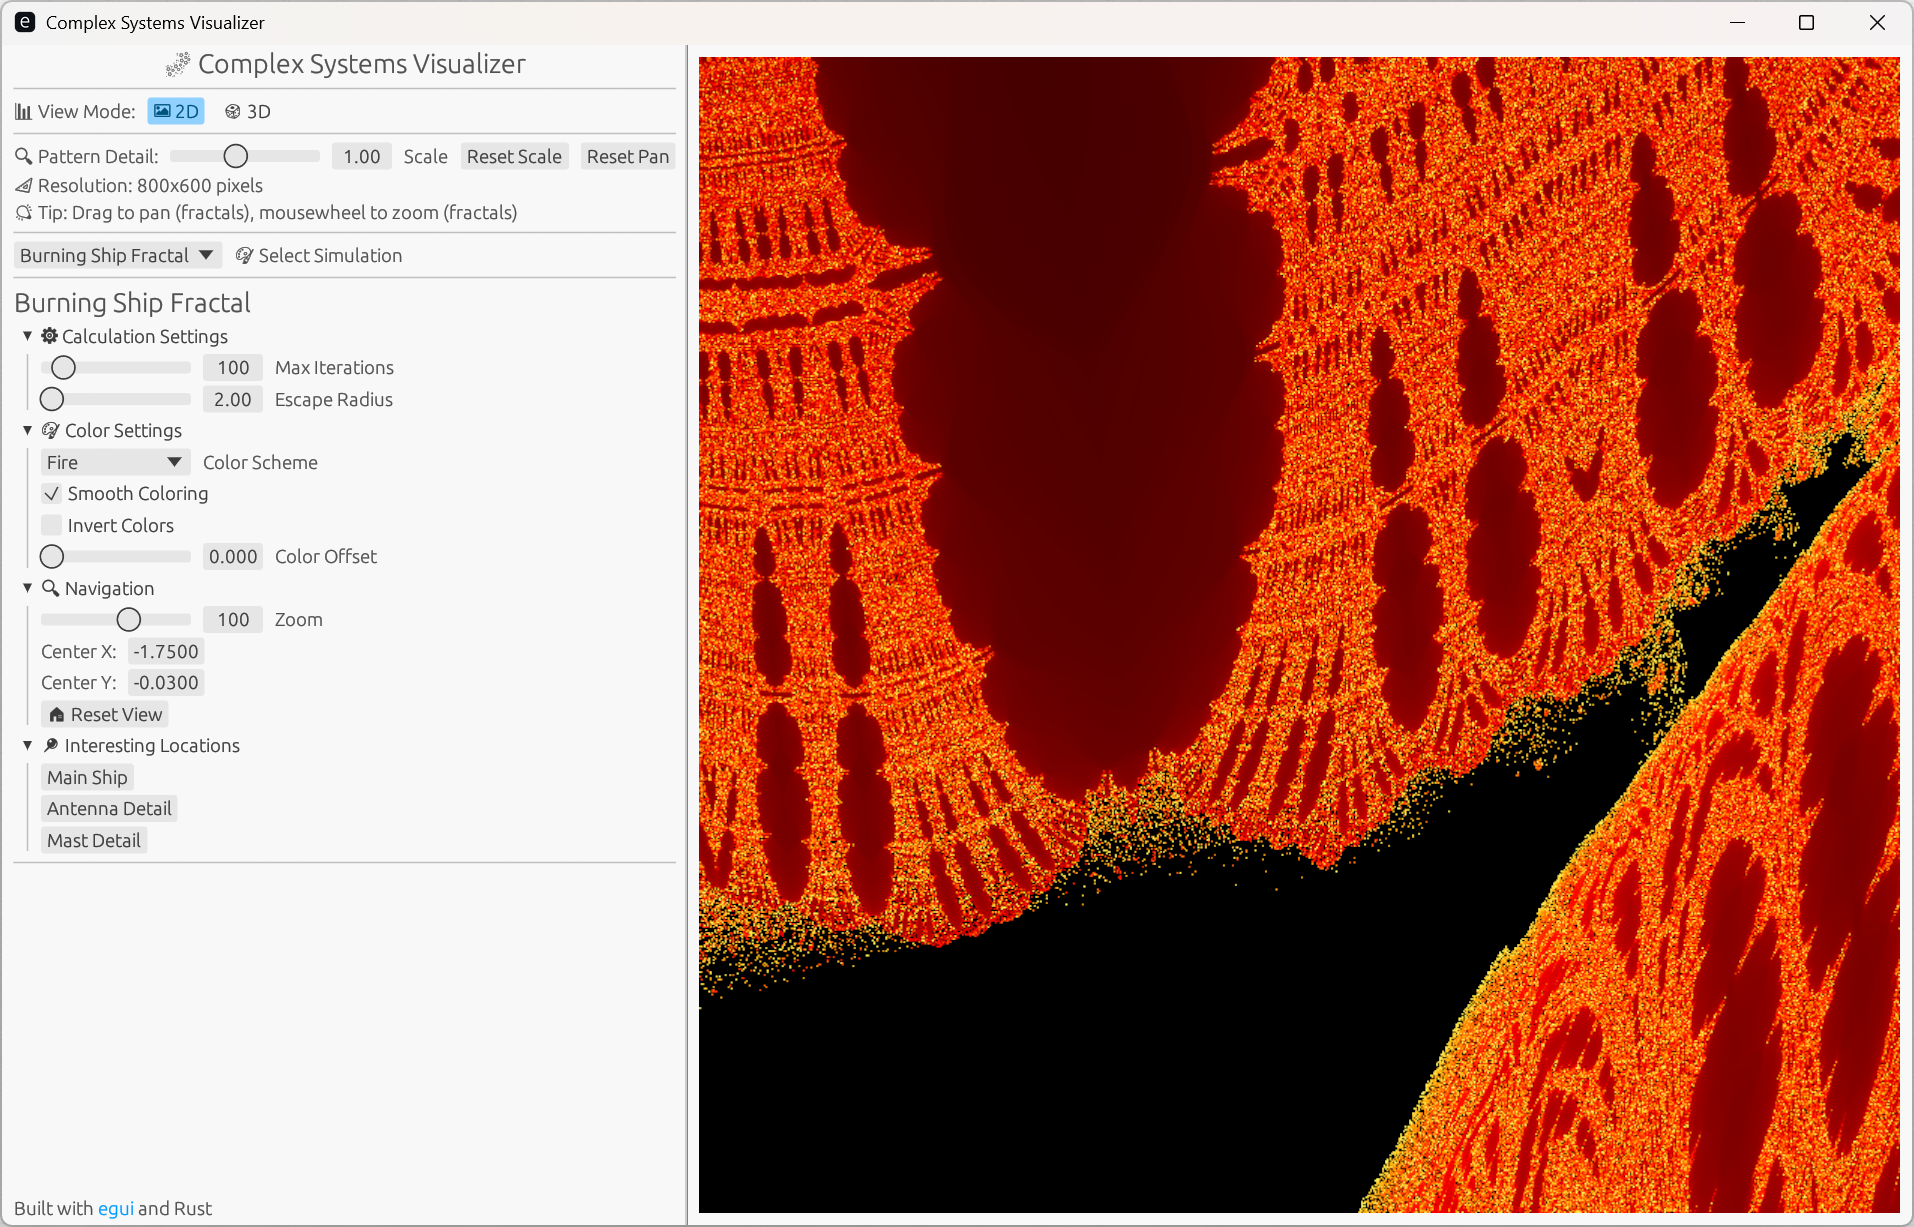 Complex Systems Visualizer
Complex Systems Visualizer
View Mode: 2D 3D
Pattern Detail: 1.00 Scale Reset Scale Reset Pan
Resolution: 800x600 pixels
Tip: Drag to pan (fractals), mousewheel to zoom (fractals)
Burning Ship Fractal Select Simulation
Burning Ship Fractal
Calculation Settings
100 Max Iterations
2.00 Escape Radius
Color Settings
Fire Color Scheme
Smooth Coloring
Invert Colors
0.000 Color Offset
Navigation
100 Zoom
Center X: -1.7500
Center Y: -0.0300
Reset View
Interesting Locations
Main Ship
Antenna Detail
Mast Detail
Built with egui and Rust